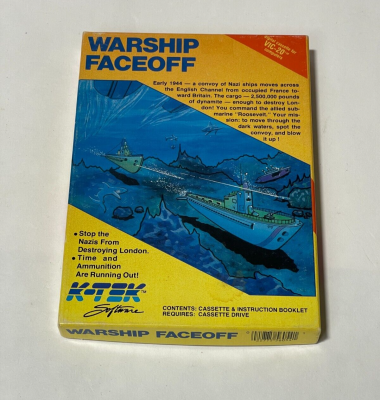 WARSHIP
FACEOFF
VIC-20™
Early 1944 — a convoy of Nazi ships moves across
the English Channel from occupied France to-
ward Britain. The cargo — 2,500,000 pounds
of dynamite — enough to destroy Lon-
don! You command the allied sub-
marine "Roosevelt." Your mis-
sion: to move through the
dark waters, spot the
convoy, and blow
it up!
• Stop the
Nazis From
Destroying London.
• Time and
Ammunition
Are Running Out!
K-TEK™
Software
CONTENTS: CASSETTE & INSTRUCTION BOOKLET
REQUIRES: CASSETTE DRIVE
WARSHIP FACEOFF